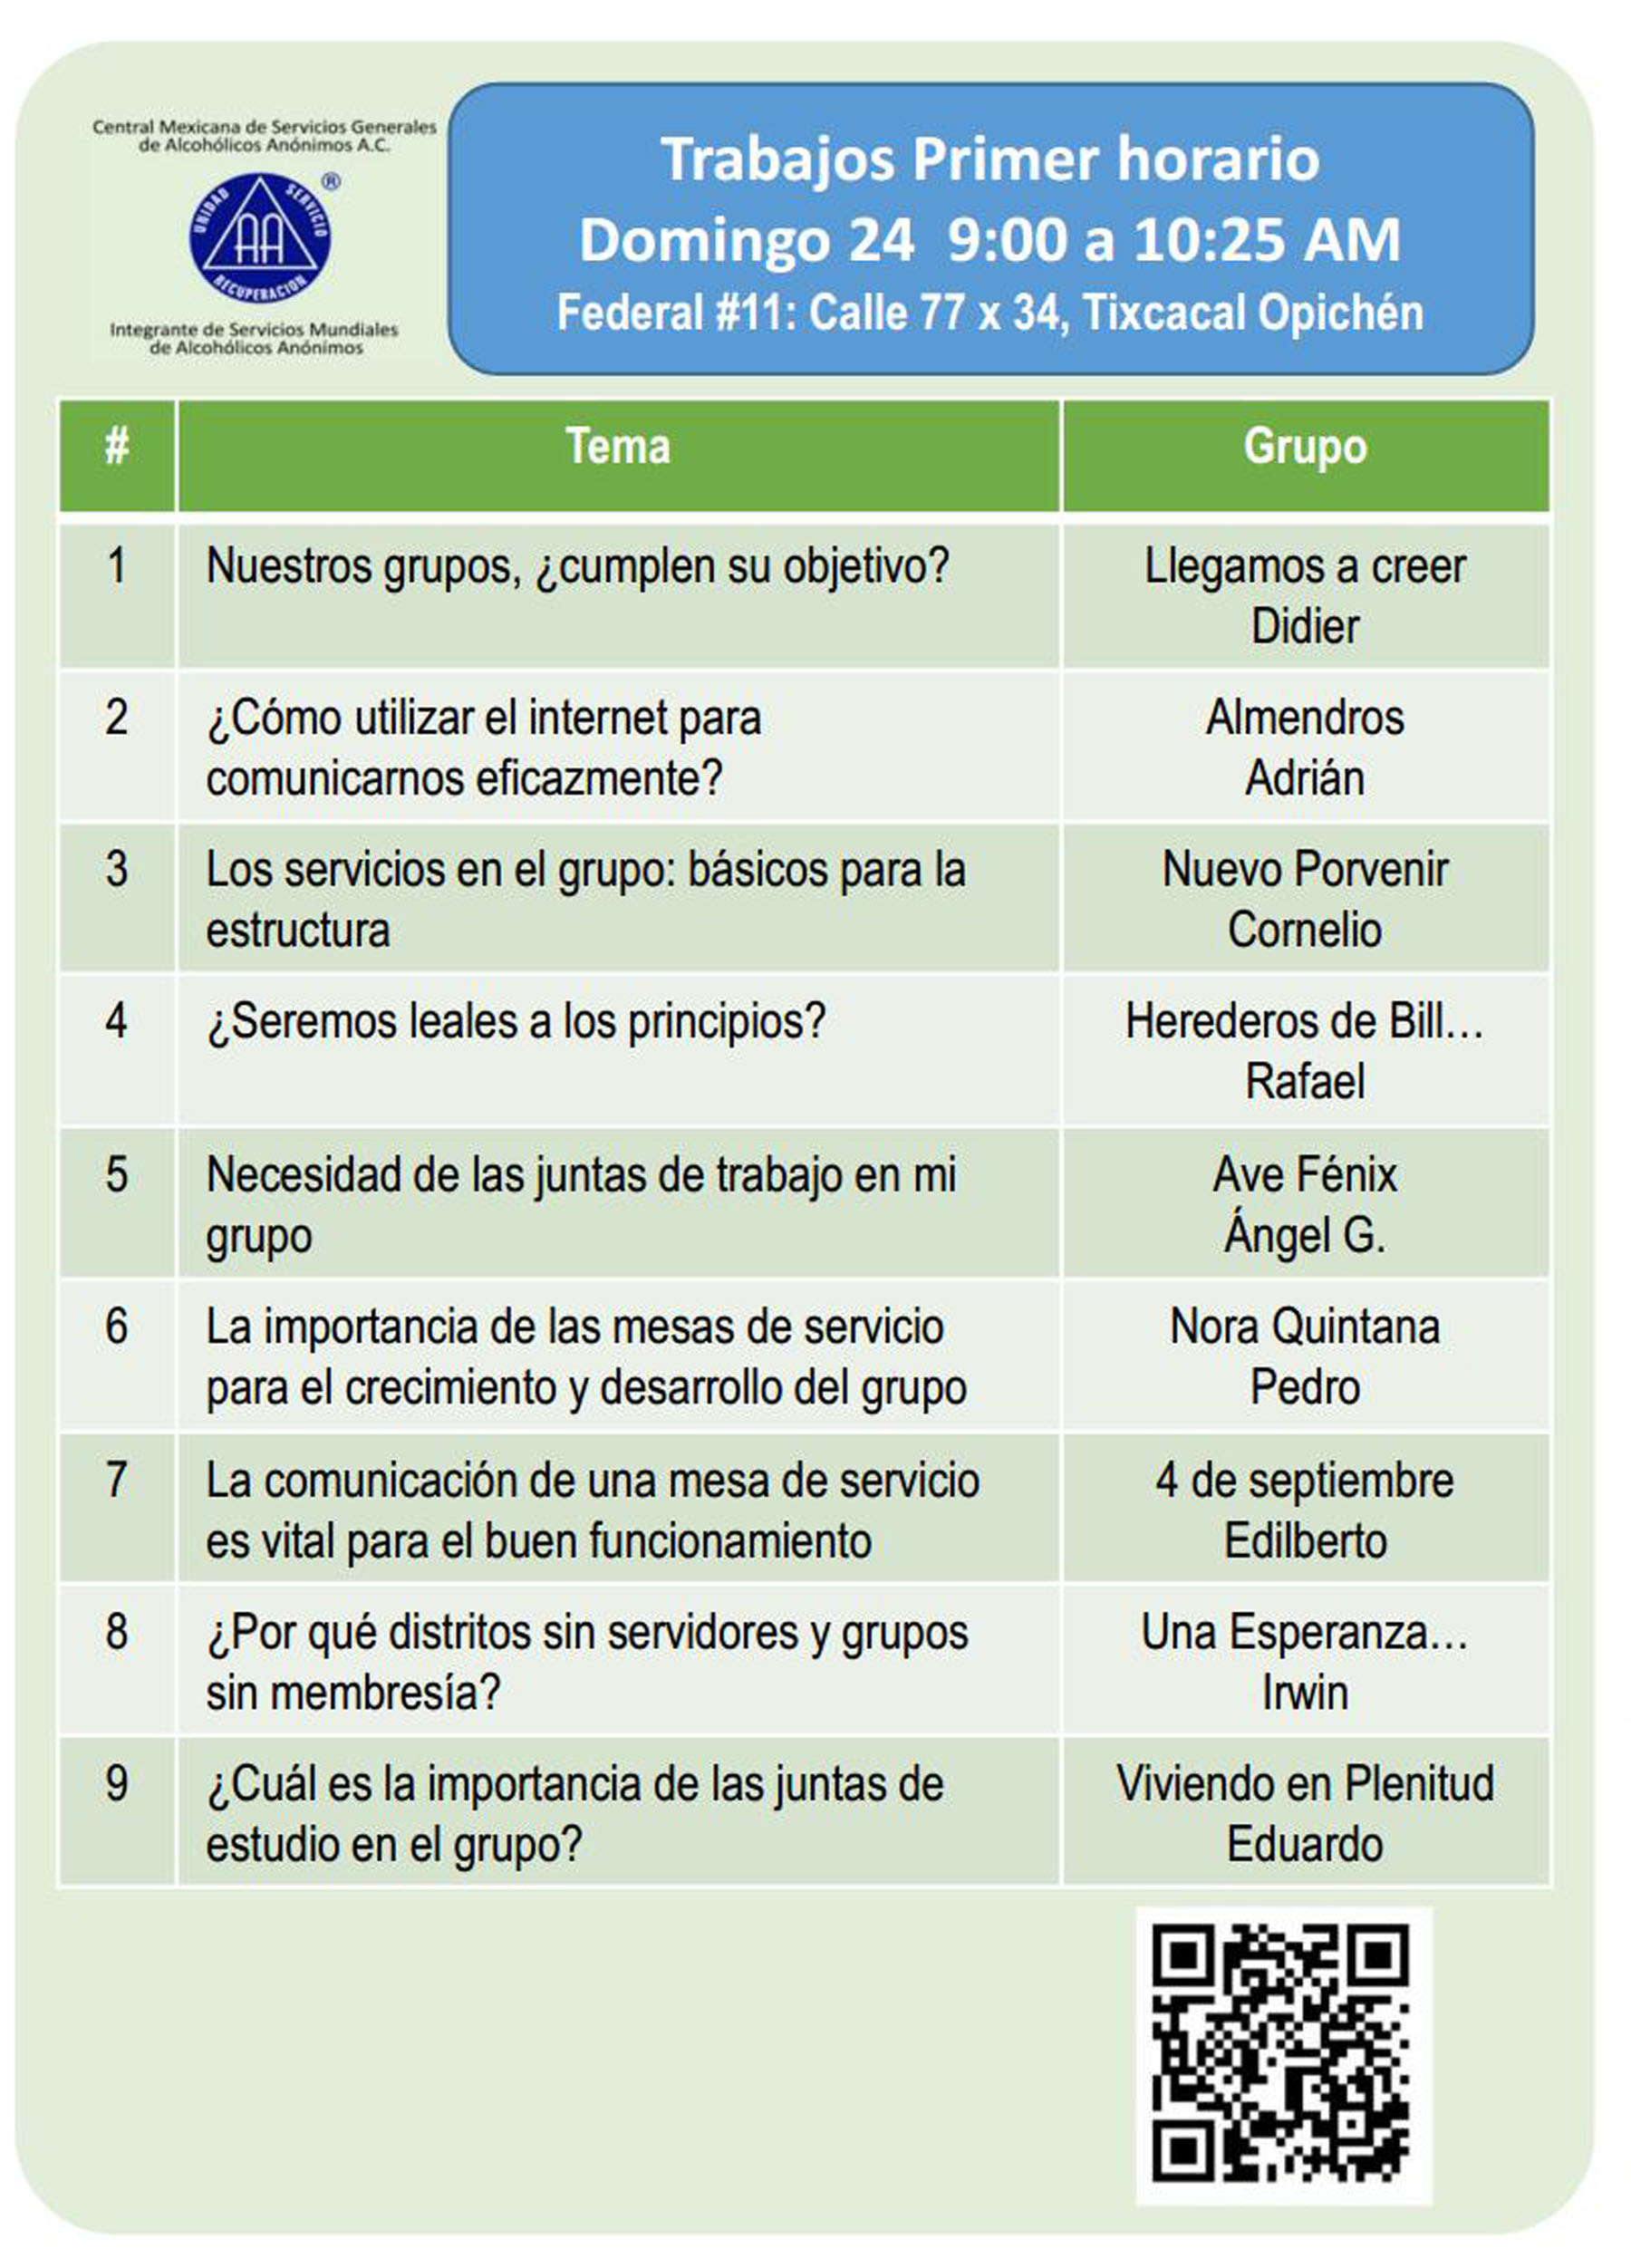 Central Mexicana de Servicios Generales
de Alcohólicos Anónimos A.C.
®
UNIDAD
SERVICIO
AA
RECUPERACION
Integrante de Servicios Mundiales
de Alcohólicos Anónimos
Trabajos Primer horario
Domingo 24 9:00 a 10:25 AM
Federal #11: Calle 77 x 34, Tixcacal Opichén
# Tema Grupo
1 Nuestros grupos, ¿cumplen su objetivo? Llegamos a creer
Didier
2 ¿Cómo utilizar el internet para Almendros
comunicarnos eficazmente? Adrián
3 Los servicios en el grupo: básicos para la Nuevo Porvenir
estructura Cornelio
4 ¿Seremos leales a los principios? Herederos de Bill…
Rafael
5 Necesidad de las juntas de trabajo en mi Ave Fénix
grupo Ángel G.
6 La importancia de las mesas de servicio Nora Quintana
para el crecimiento y desarrollo del grupo Pedro
7 La comunicación de una mesa de servicio 4 de septiembre
es vital para el buen funcionamiento Edilberto
8 ¿Por qué distritos sin servidores y grupos Una Esperanza…
sin membresía? Irwin
9 ¿Cuál es la importancia de las juntas de Viviendo en Plenitud
estudio en el grupo? Eduardo